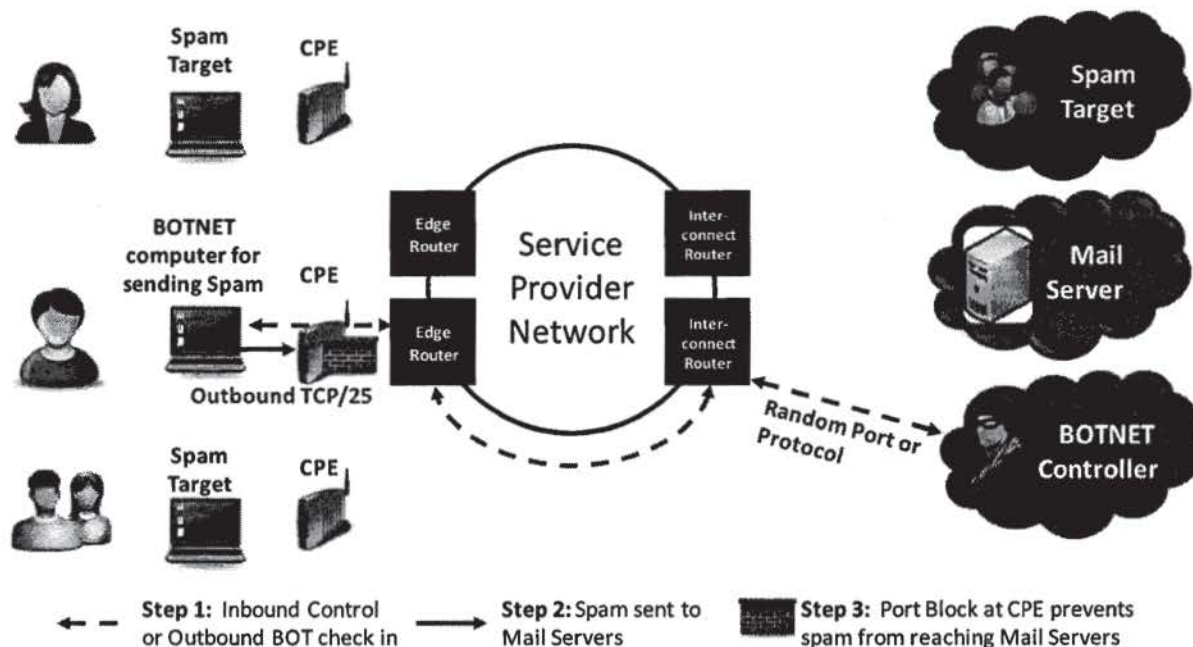 Spam
Target
CPE
Spam
Target
BOTNET
computer for
sending Spam
CPE
Outbound TCP/25
Edge
Router
Edge
Router
Service
Provider
Network
Inter-
connect
Router
Inter-
connect
Router
Mail
Server
Random Port or
Protocol
BOTNET
Controller
Spam
Target
CPE
Step 1: Inbound Control
or Outbound BOT check in
Step 2: Spam sent to
Mail Servers
Step 3: Port Block at CPE prevents
spam from reaching Mail Servers